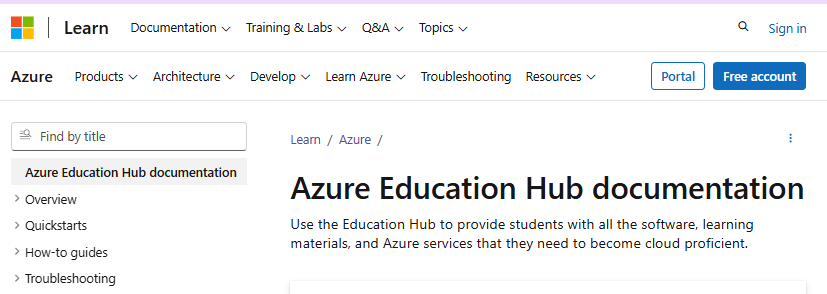 Learn Documentation Training & Labs Q&A Topics Sign in
Azure Products Architecture Develop Learn Azure Troubleshooting Resources Portal Free account
Find by title
Azure Education Hub documentation
Overview
Quickstarts
How-to guides
Troubleshooting
Learn / Azure /
Azure Education Hub documentation
Use the Education Hub to provide students with all the software, learning
materials, and Azure services that they need to become cloud proficient.